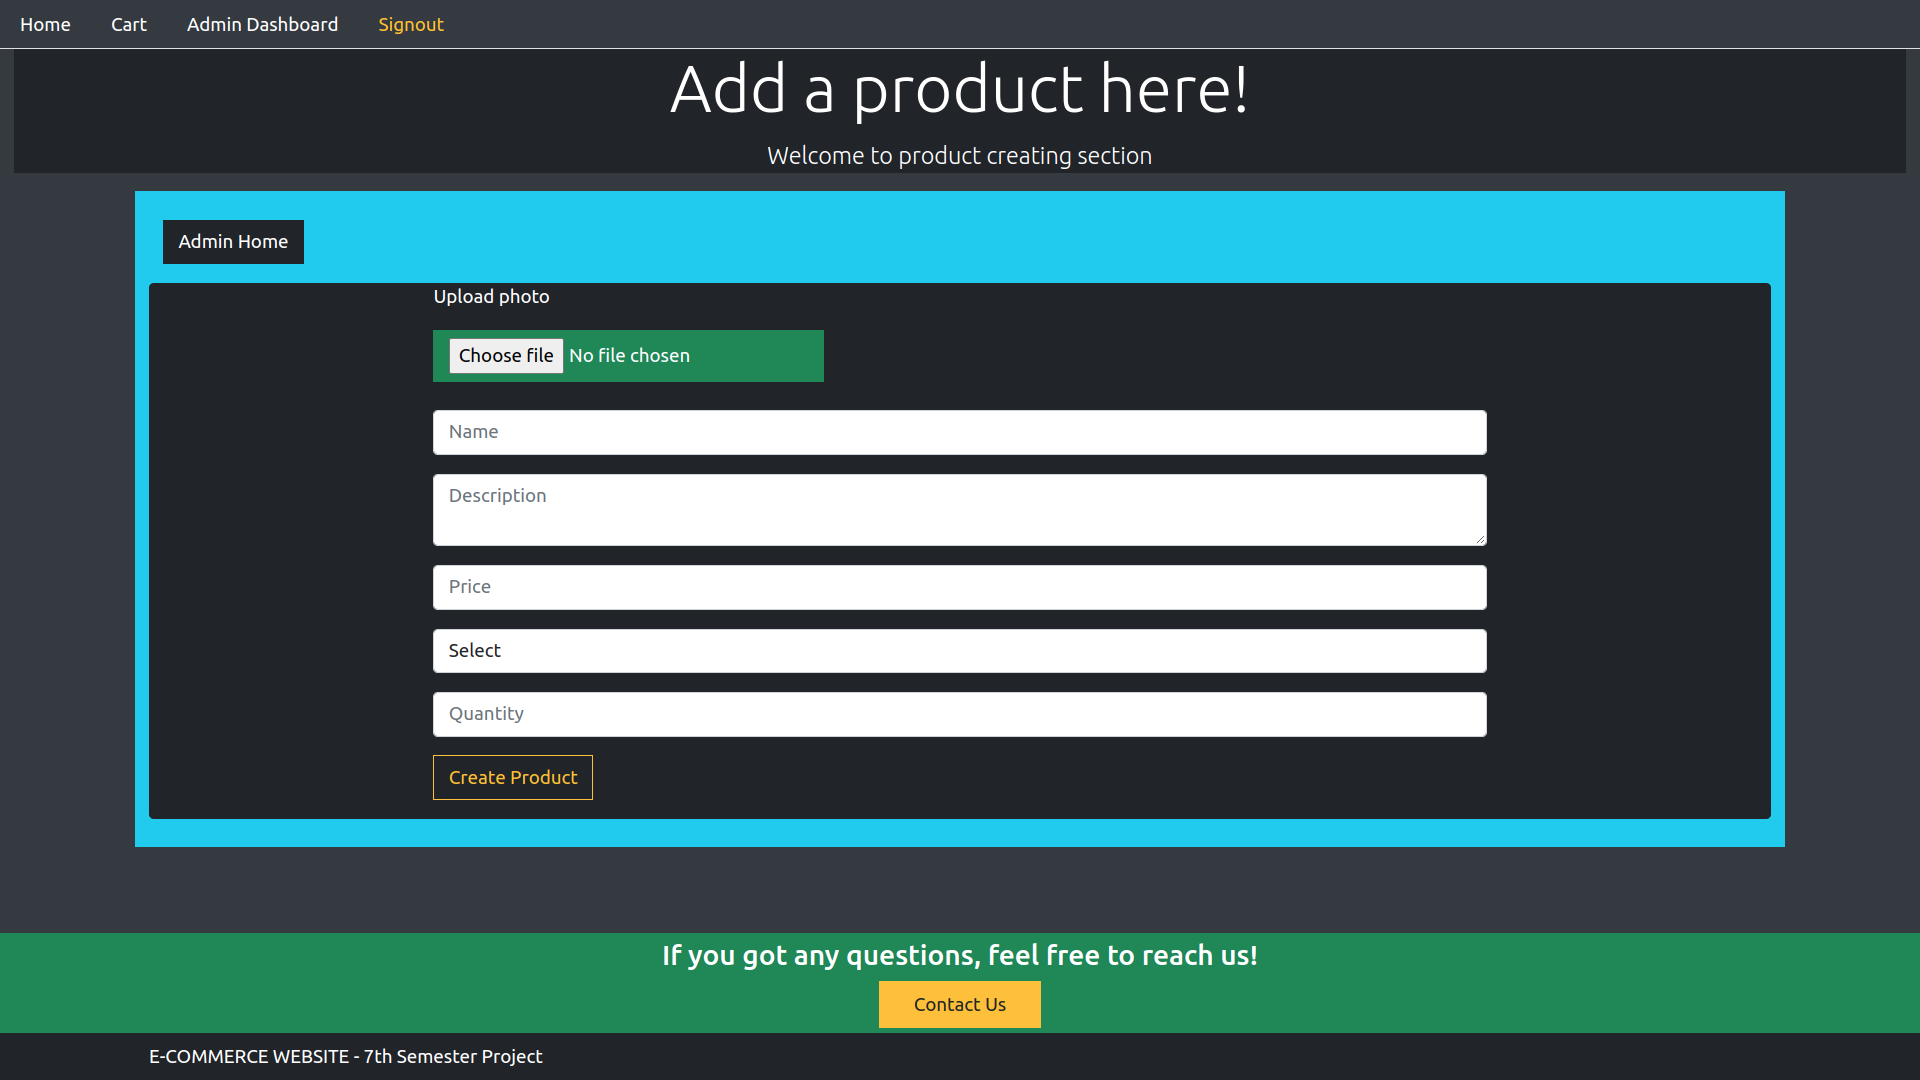 Home Cart Admin Dashboard Signout
Add a product here!
Welcome to product creating section
Admin Home
Upload photo
Choose file No file chosen
Name
Description
Price
Select
Quantity
Create Product
If you got any questions, feel free to reach us!
Contact Us
E-COMMERCE WEBSITE - 7th Semester Project